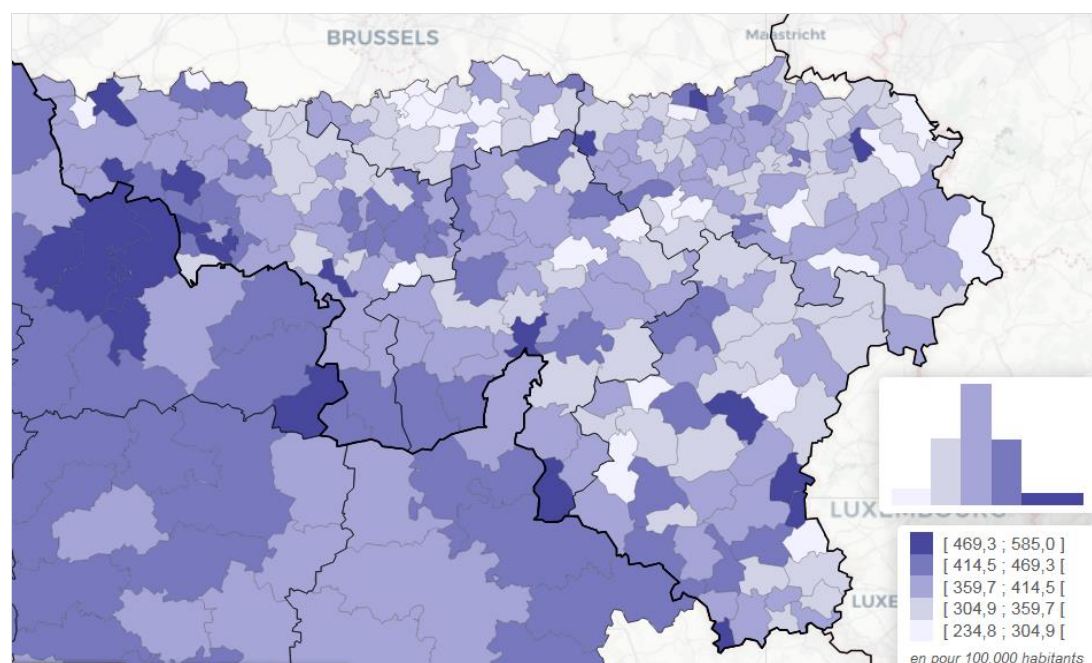 BRUSSELS
Maastricht
LUXEMBOURG
[ 469,3 ; 585,0 ]
[ 414,5 ; 469,3 [
[ 359,7 ; 414,5 [
[ 304,9 ; 359,7 [
LUXE
[ 234,8 ; 304,9 [
en pour 100 000 habitants